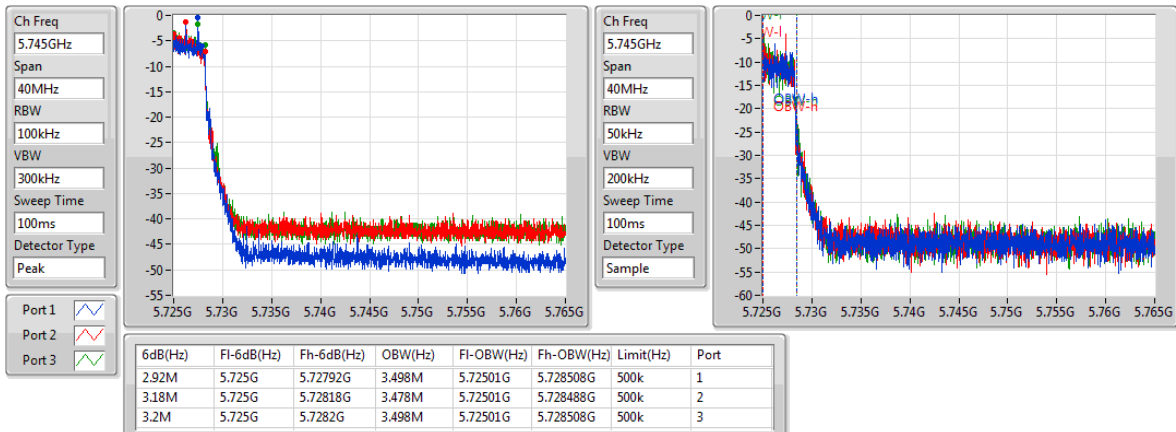 Ch Freq
5.745GHz
Span
40MHz
RBW
100kHz
VBW
300kHz
Sweep Time
100ms
Detector Type
Peak
Port 1
Port 2
Port 3
0
-5
-10
-15
-20
-25
-30
-35
-40
-45
-50
-55
5.725G 5.73G 5.735G 5.74G 5.745G 5.75G 5.755G 5.76G 5.765G
Ch Freq
5.745GHz
Span
40MHz
RBW
50kHz
VBW
200kHz
Sweep Time
100ms
Detector Type
Sample
0
-5
-10
-15
-20
-25
-30
-35
-40
-45
-50
-55
-60
W-l
OBW-h
OBW-h
5.725G 5.73G 5.735G 5.74G 5.745G 5.75G 5.755G 5.76G 5.765G
6dB(Hz) Fl-6dB(Hz) Fh-6dB(Hz) OBW(Hz) Fl-OBW(Hz) Fh-OBW(Hz) Limit(Hz) Port
2.92M 5.725G 5.72792G 3.498M 5.72501G 5.728508G 500k 1
3.18M 5.725G 5.72818G 3.478M 5.72501G 5.728488G 500k 2
3.2M 5.725G 5.7282G 3.498M 5.72501G 5.728508G 500k 3